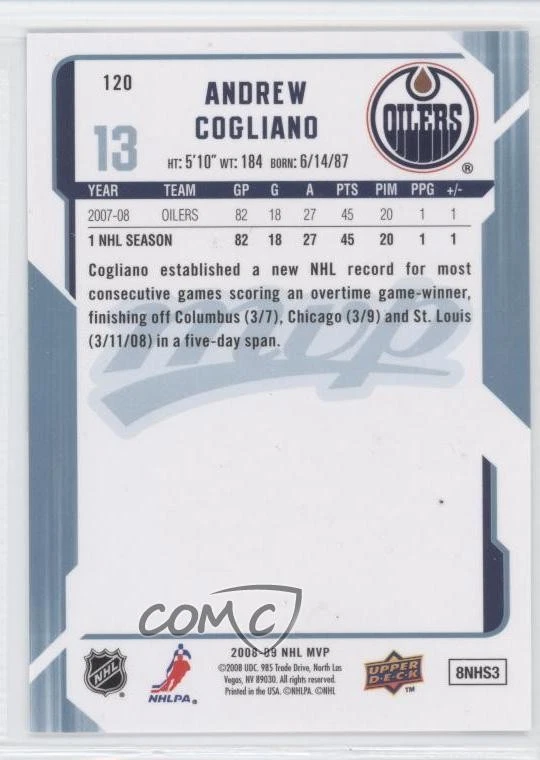 120
ANDREW
COGLIANO
OILERS
®
13
HT: 5'10" WT: 184 BORN: 6/14/87
YEAR TEAM GP G A PTS PIM PPG +/-
2007-08 OILERS 82 18 27 45 20 1 1
1 NHL SEASON 82 18 27 45 20 1 1
Cogliano established a new NHL record for most
consecutive games scoring an overtime game-winner,
finishing off Columbus (3/7), Chicago (3/9) and St. Louis
(3/11/08) in a five-day span.
mvp
COMC
2008-09 NHL MVP
©2008 UDC. 985 Trade Drive, North Las
Vegas, NV 89030. All rights reserved.
Printed in the USA. ©NHLPA. ©NHL
NHL
NHLPA®
UPPER
D·E·C·K
™
8NHS3